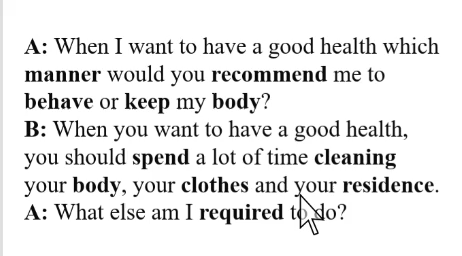 A: When I want to have a good health which
manner would you recommend me to
behave or keep my body?
B: When you want to have a good health,
you should spend a lot of time cleaning
your body, your clothes and your residence.
A: What else am I required to do?